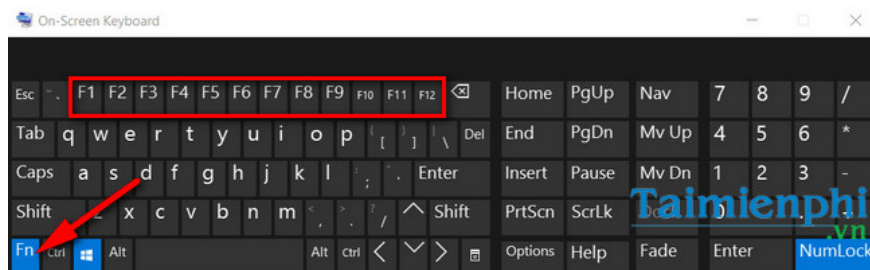 On-Screen Keyboard
Esc ~ ` F1 F2 F3 F4 F5 F6 F7 F8 F9 F10 F11 F12 Home PgUp Nav 7 8 9 /
Tab q w e r t y u i o p { [ } ] | \ Del End PgDn Mv Up 4 5 6 *
Caps a s d f g h j k l : ; " ' Enter Insert Pause Mv Dn 1 2 3 -
Shift z x c v b n m < , > . ? / Shift PrtScn ScrLk 0 .
Taimienphi
.vn
Fn Ctrl Alt Alt Ctrl Options Help Fade Enter NumLock